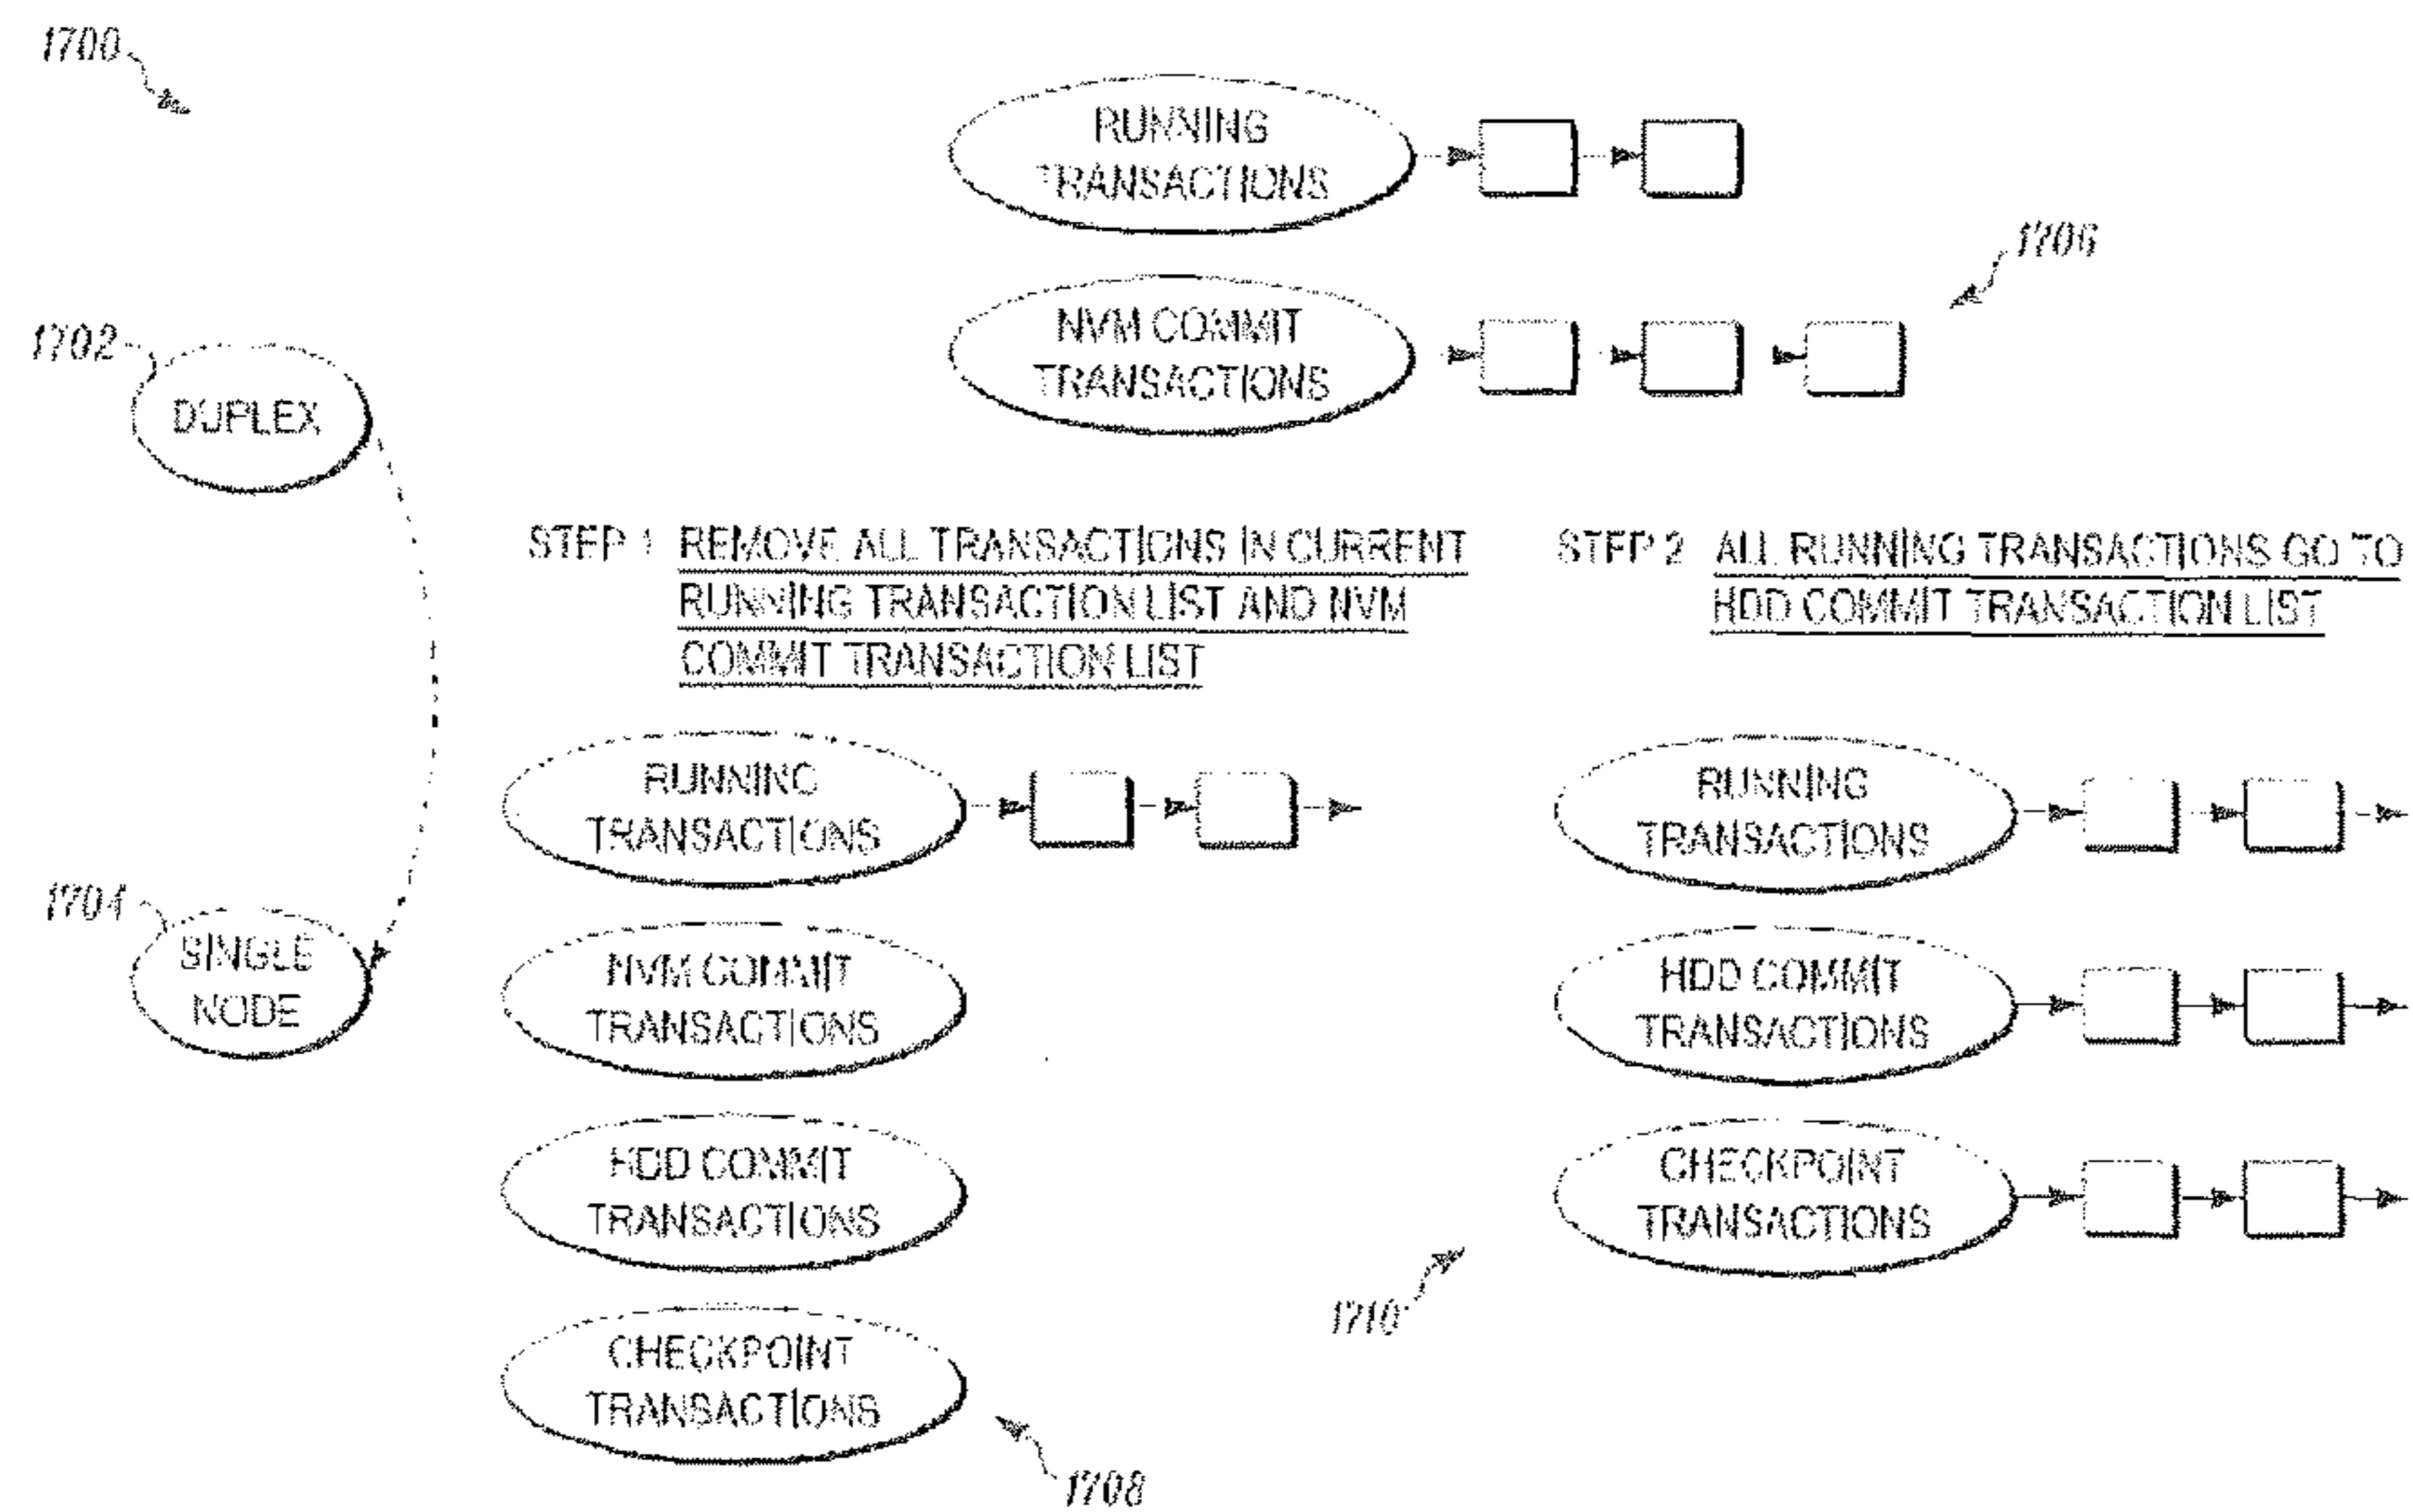 1700
RUNNING
TRANSACTIONS
1706
NVM COMMIT
TRANSACTIONS
1702
DUPLEX
STEP 1 REMOVE ALL TRANSACTIONS IN CURRENT
RUNNING TRANSACTION LIST AND NVM
COMMIT TRANSACTION LIST
STEP 2 ALL RUNNING TRANSACTIONS GO TO
HDD COMMIT TRANSACTION LIST
RUNNING
TRANSACTIONS
NVM COMMIT
TRANSACTIONS
HDD COMMIT
TRANSACTIONS
CHECKPOINT
TRANSACTIONS
1708
RUNNING
TRANSACTIONS
HDD COMMIT
TRANSACTIONS
CHECKPOINT
TRANSACTIONS
1710
1704
SINGLE
NODE